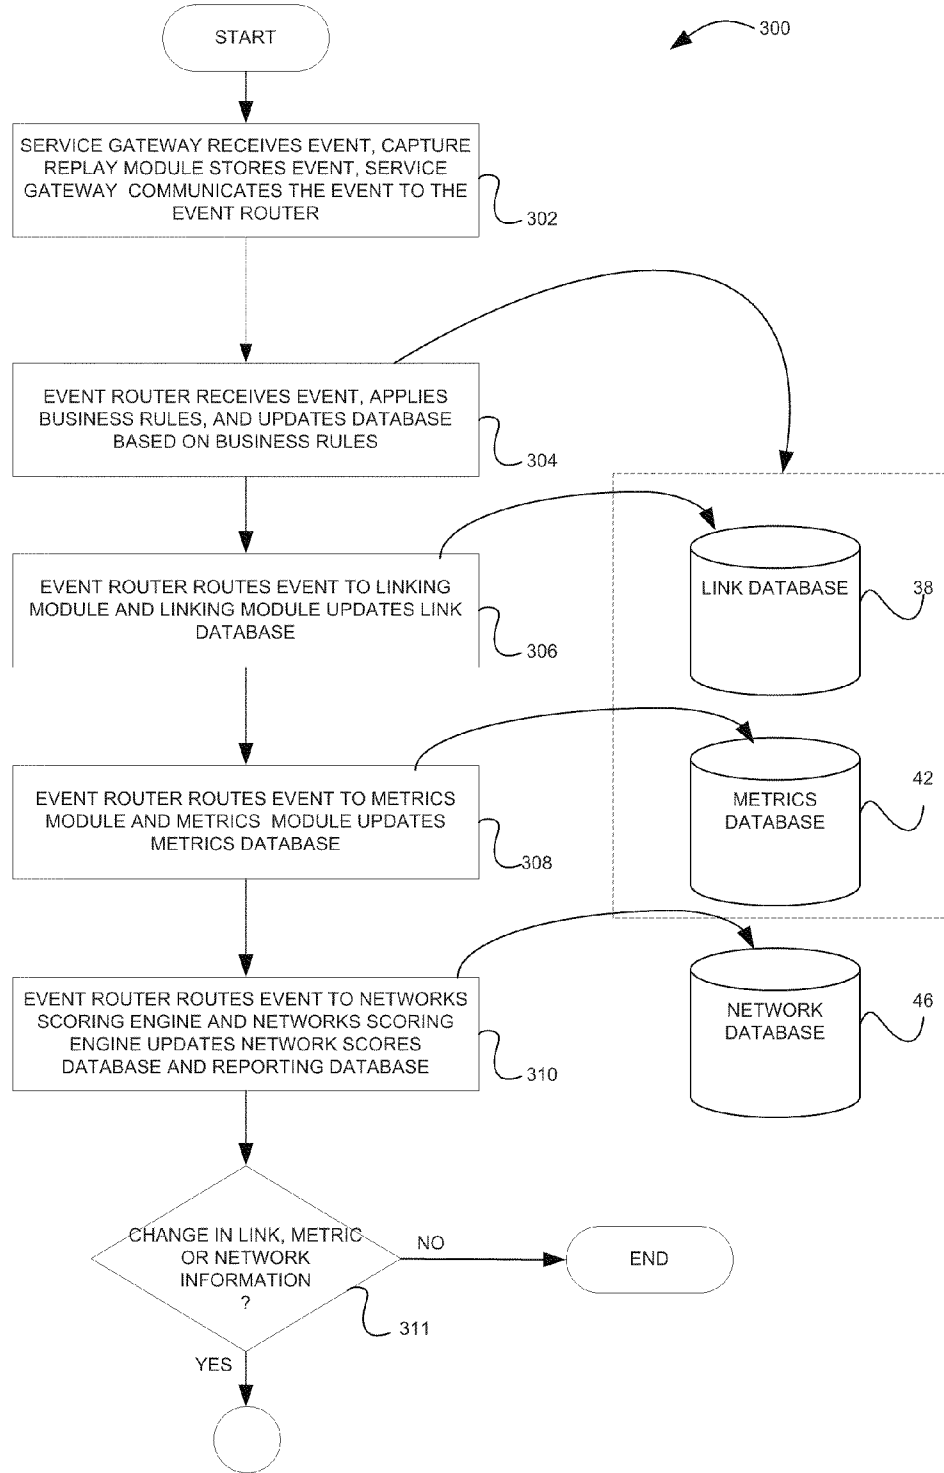 START
300
SERVICE GATEWAY RECEIVES EVENT, CAPTURE
REPLAY MODULE STORES EVENT, SERVICE
GATEWAY COMMUNICATES THE EVENT TO THE
EVENT ROUTER
302
EVENT ROUTER RECEIVES EVENT, APPLIES
BUSINESS RULES, AND UPDATES DATABASE
BASED ON BUSINESS RULES
304
EVENT ROUTER ROUTES EVENT TO LINKING
MODULE AND LINKING MODULE UPDATES LINK
DATABASE
306
LINK DATABASE
38
EVENT ROUTER ROUTES EVENT TO METRICS
MODULE AND METRICS MODULE UPDATES
METRICS DATABASE
308
METRICS
DATABASE
42
EVENT ROUTER ROUTES EVENT TO NETWORKS
SCORING ENGINE AND NETWORKS SCORING
ENGINE UPDATES NETWORK SCORES
DATABASE AND REPORTING DATABASE
310
NETWORK
DATABASE
46
CHANGE IN LINK, METRIC
OR NETWORK
INFORMATION
?
311
NO
END
YES